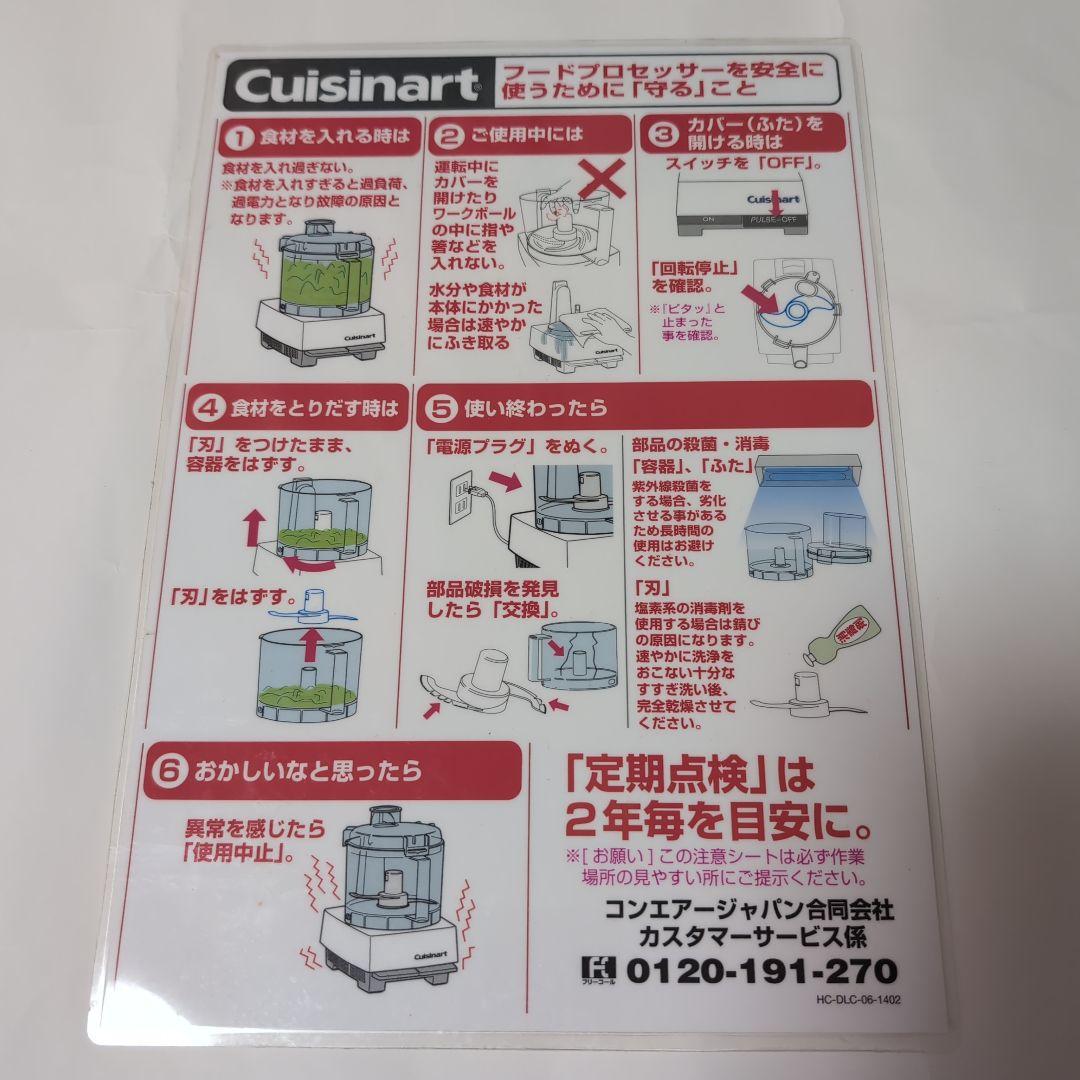 Cuisinart
フードプロセッサーを安全に
使うために「守る」こと
1 食材を入れる時は
食材を入れ過ぎない。
※食材を入れすぎると過負荷、
過電力となり故障の原因と
なります。
Cuisinart
2 ご使用中には
運転中に
カバーを
開けたり
ワークボール
の中に指や
箸などを
入れない。
水分や食材が
本体にかかった
場合は速やか
にふき取る
Cuisinart
3 カバー(ふた)を
開ける時は
スイッチを「OFF」。
Cuisinart
ON
PULSE-OFF
「回転停止」
を確認。
※『ピタッ』と
止まった
事を確認。
4 食材をとりだす時は
「刃」をつけたまま、
容器をはずす。
「刃」をはずす。
5 使い終わったら
「電源プラグ」をぬく。
部品破損を発見
したら「交換」。
部品の殺菌・消毒
「容器」、「ふた」
紫外線殺菌を
する場合、劣化
させる事がある
ため長時間の
使用はお避け
ください。
「刃」
塩素系の消毒剤を
使用する場合は錆び
の原因になります。
速やかに洗浄を
おこない十分な
すすぎ洗い後、
完全乾燥させて
ください。
6 おかしいなと思ったら
異常を感じたら
「使用中止」。
Cuisinart
「定期点検」は
2年毎を目安に。
※[お願い]この注意シートは必ず作業
場所の見やすい所にご提示ください。
コンエアージャパン合同会社
カスタマーサービス係
フリーコール 0120-191-270
HC-DLC-06-1402